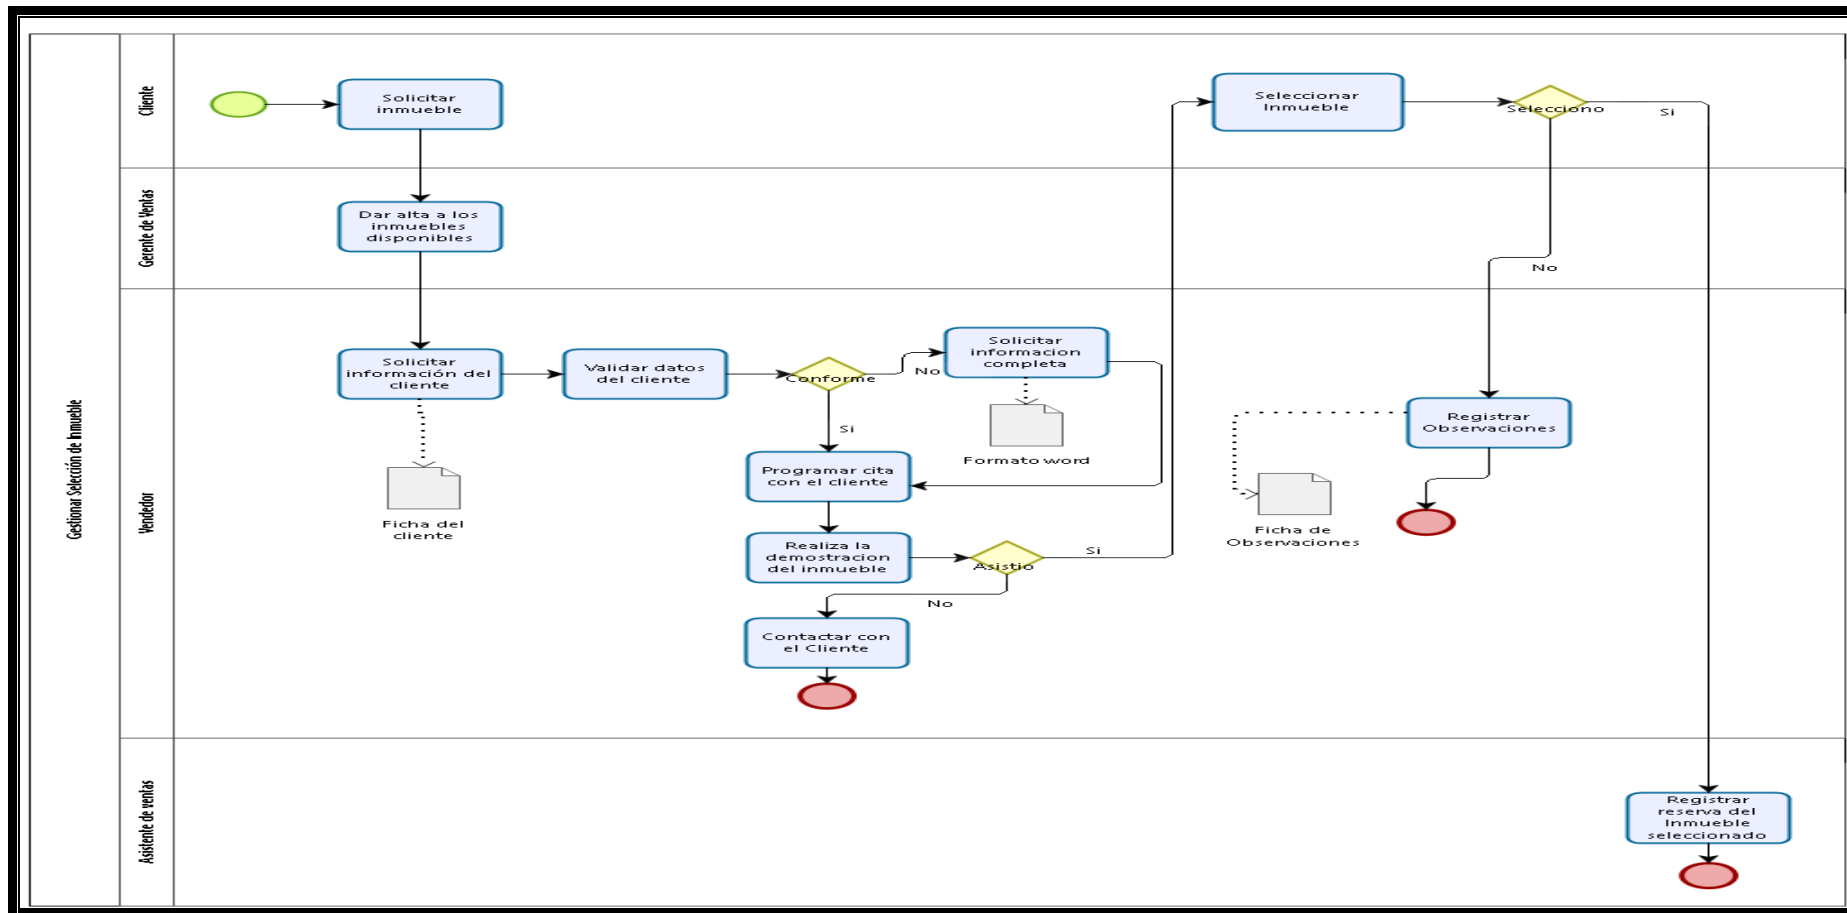 Gestionar Selección de Inmueble
Cliente
Solicitar
inmueble
Seleccionar
Inmueble
Selecciono
Si
No
Gerente de Ventas
Dar alta a los
inmuebles
disponibles
Vendedor
Solicitar
información del
cliente
Ficha del
cliente
Validar datos
del cliente
Conforme
No
Si
Solicitar
informacion
completa
Formato word
Programar cita
con el cliente
Realiza la
demostracion
del inmueble
Asistio
Si
No
Contactar con
el Cliente
Registrar
Observaciones
Ficha de
Observaciones
Asistente de ventas
Registrar
reserva del
Inmueble
seleccionado